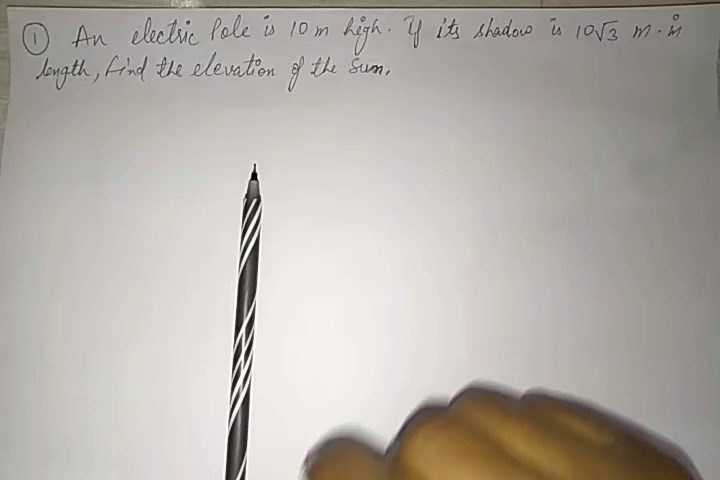 ① An electric Pole is 10 m high. If its shadow is 10√3 m. in
length, find the elevation of the Sun.